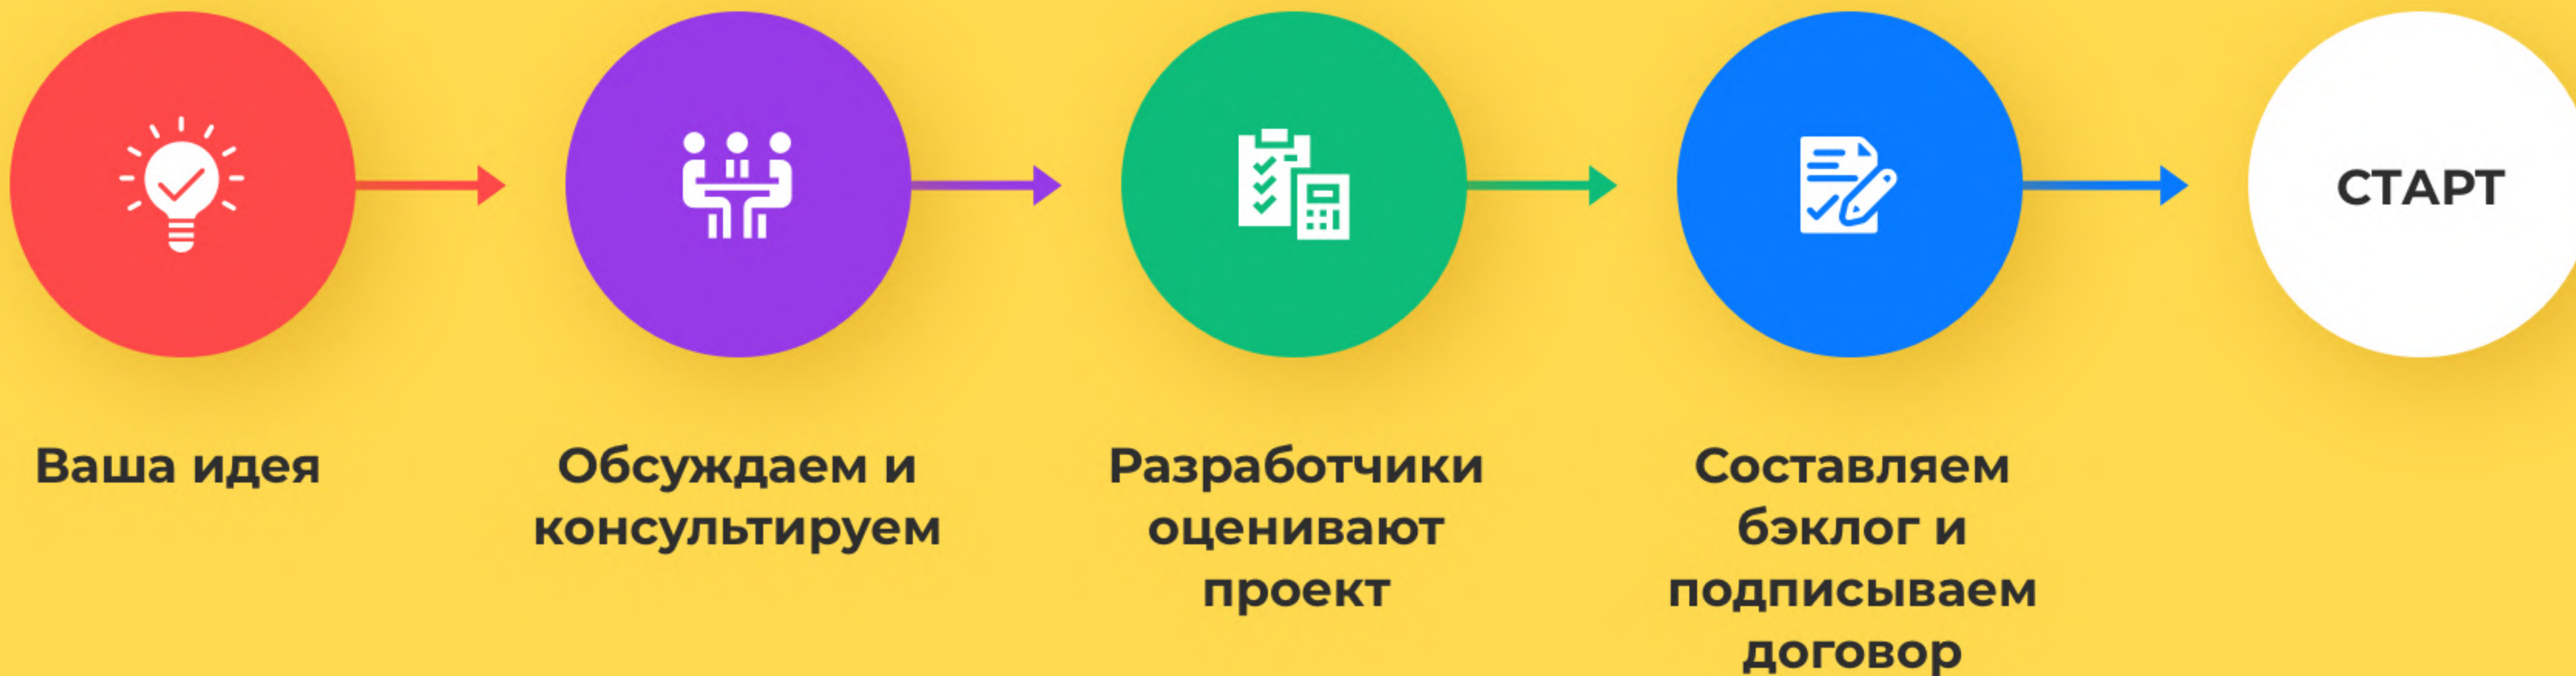 СТАРТ
Ваша идея
Обсуждаем и
консультируем
Разработчики
оценивают
проект
Составляем
бэклог и
подписываем
договор